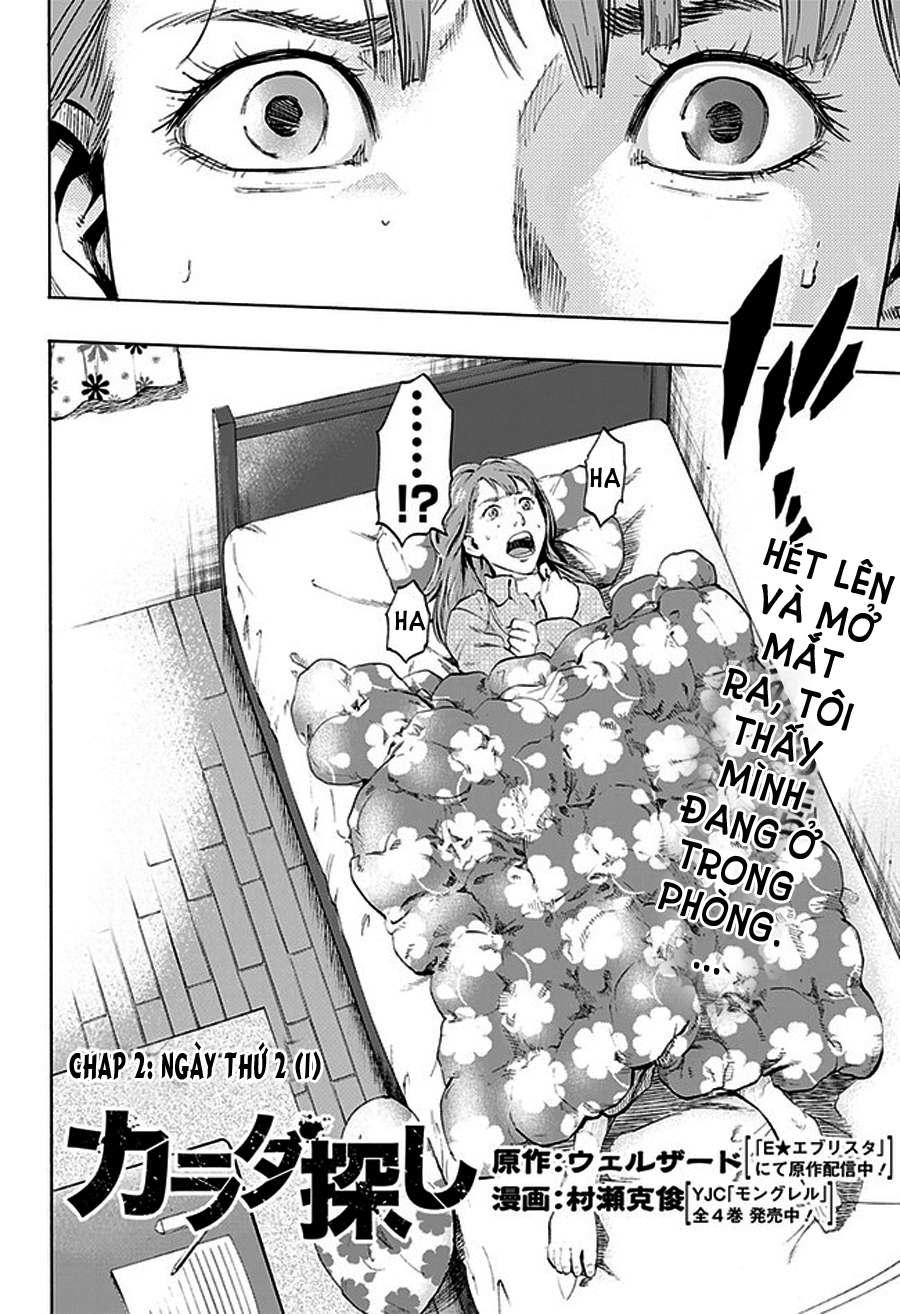 ………
!?
HA
HA
HÉT LÊN
VÀ MỞ
MẮT
RA, TÔI
THẤY
MÌNH
ĐANG Ở
TRONG
PHÒNG.
...
CHAP 2: NGÀY THỨ 2 (1)
カラダ探し
原作:ウェルザード[「E★エブリスタ」
にて原作配信中!]
漫画:村瀬克俊[YJC「モングレル」
全4巻 発売中!]